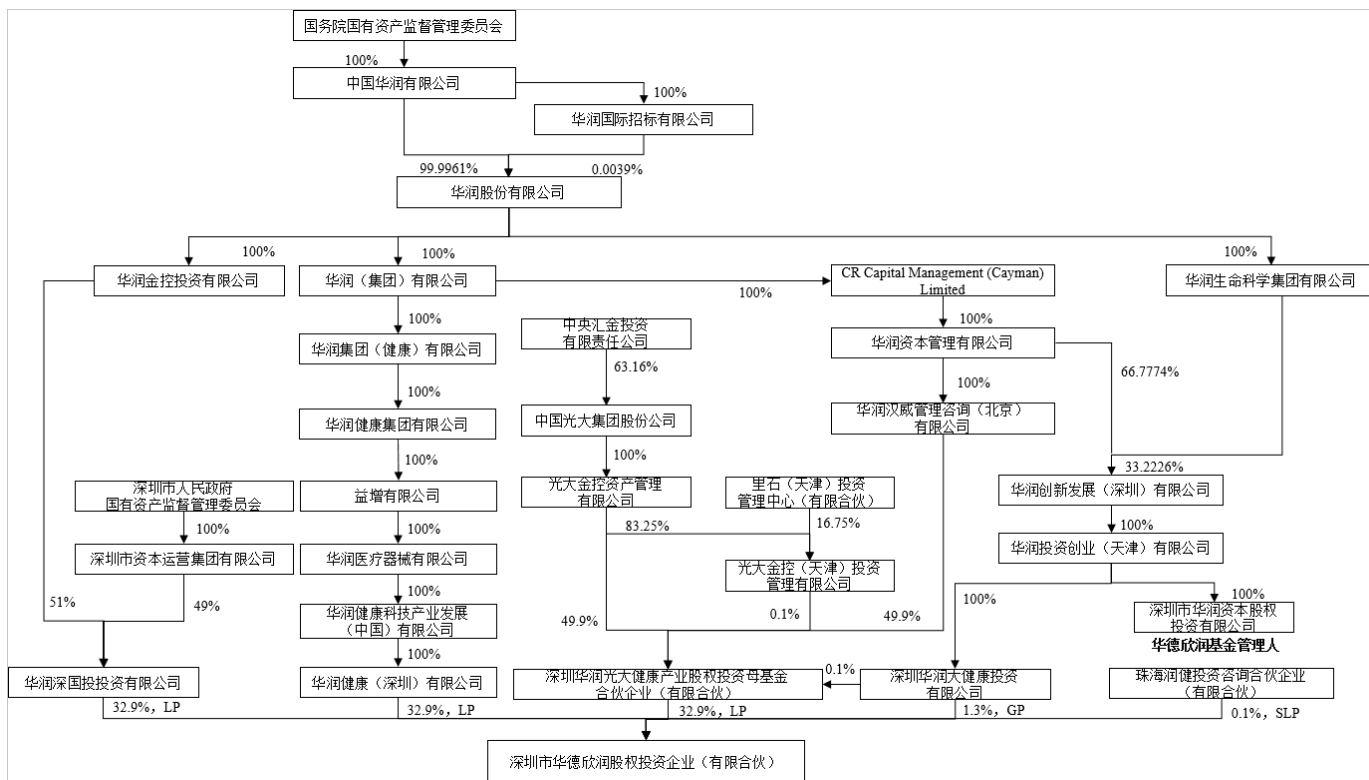 国务院国有资产监督管理委员会
100%
中国华润有限公司
100%
华润国际招标有限公司
99.9961%
0.0039%
华润股份有限公司
100%
100%
100%
华润金控投资有限公司
华润（集团）有限公司
100%
CR Capital Management (Cayman)
Limited
华润生命科学集团有限公司
100%
中央汇金投资
有限责任公司
100%
华润集团（健康）有限公司
华润资本管理有限公司
63.16%
66.7774%
100%
100%
华润健康集团有限公司
中国光大集团股份公司
华润汉威管理咨询（北京）
有限公司
100%
100%
33.2226%
深圳市人民政府
国有资产监督管理委员会
益增有限公司
光大金控资产管理
有限公司
里石（天津）投资
管理中心（有限合伙）
华润创新发展（深圳）有限公司
100%
100%
83.25%
16.75%
100%
深圳市资本运营集团有限公司
华润医疗器械有限公司
华润投资创业（天津）有限公司
光大金控（天津）投资
管理有限公司
100%
51%
49%
100%
100%
华润健康科技产业发展
（中国）有限公司
49.9%
0.1%
49.9%
深圳市华润资本股权
投资有限公司
华德欣润基金管理人
100%
华润深国投投资有限公司
华润健康（深圳）有限公司
深圳华润光大健康产业股权投资母基金
合伙企业（有限合伙）
0.1%
深圳华润大健康投资
有限公司
珠海润健投资咨询合伙企业
（有限合伙）
32.9%，LP
32.9%，LP
32.9%，LP
1.3%，GP
0.1%，SLP
深圳市华德欣润股权投资企业（有限合伙）